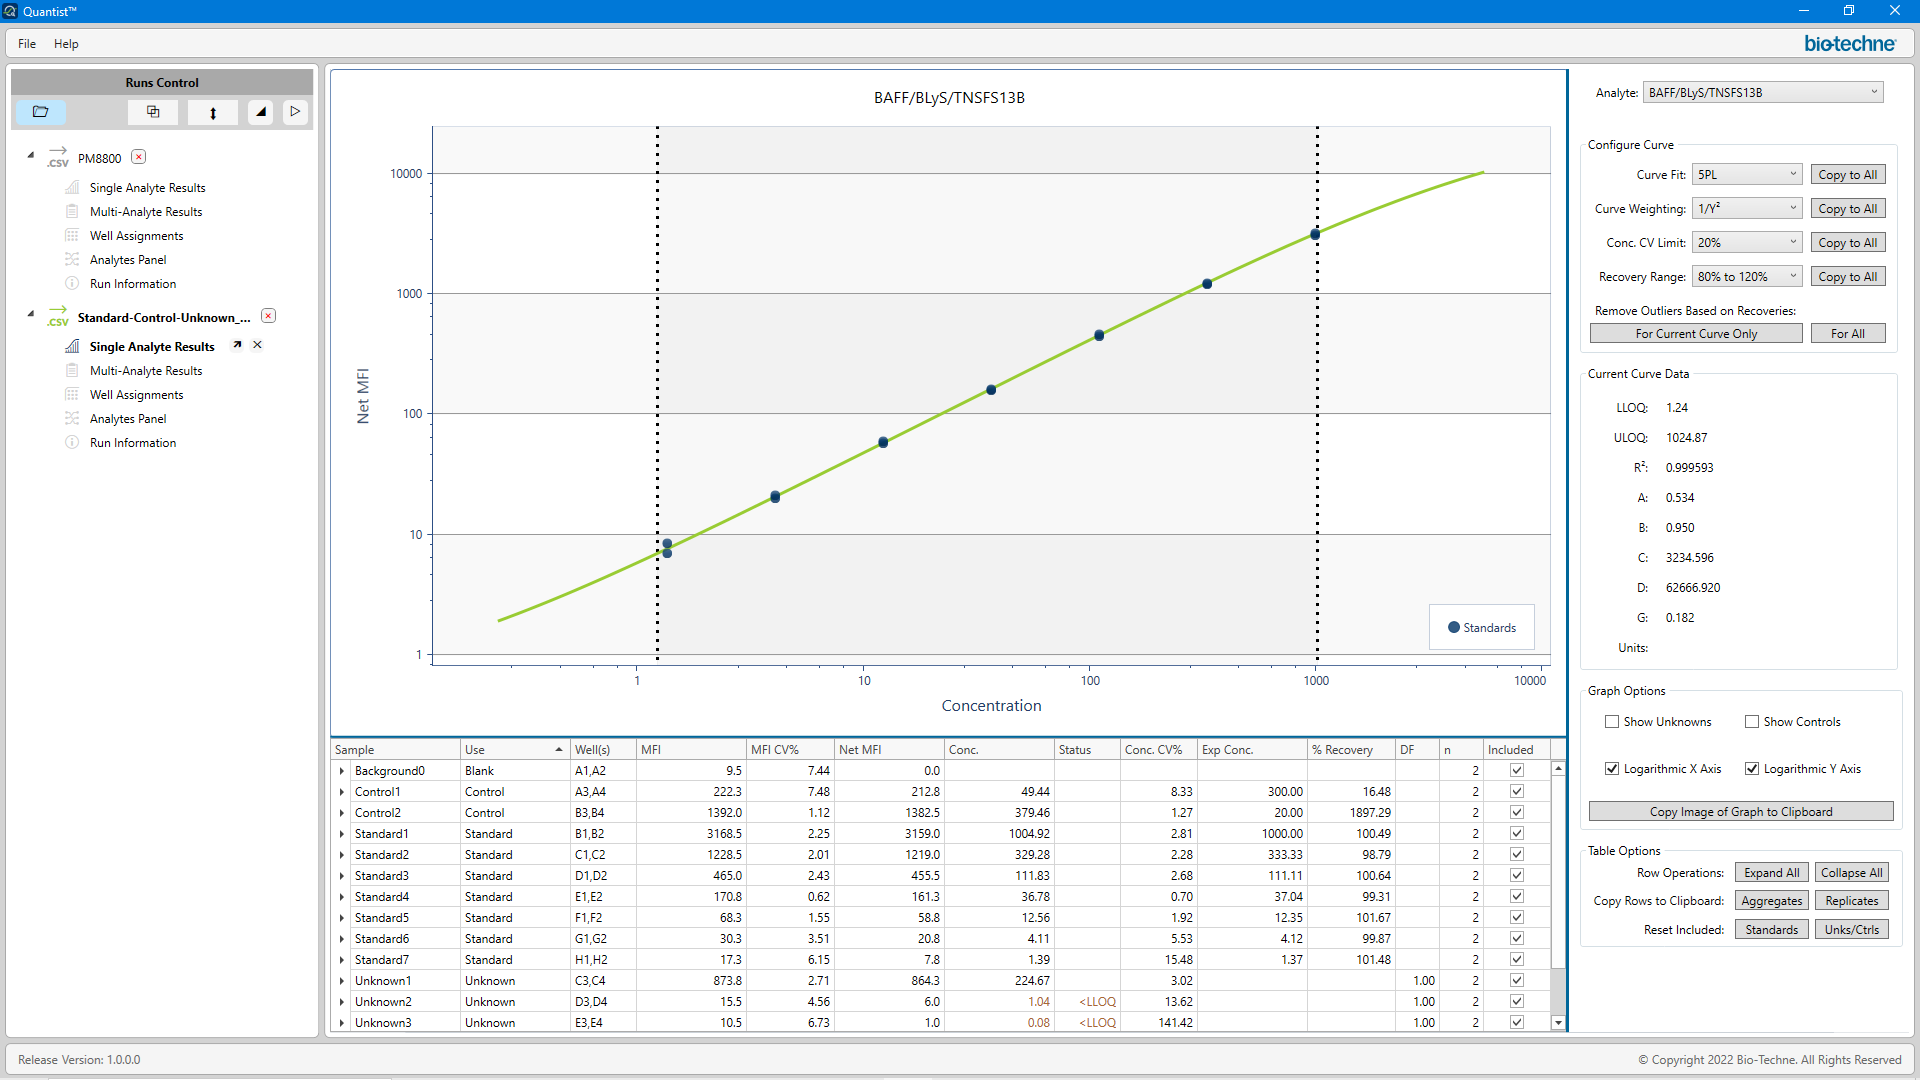 Quantist™
File Help
bio-techne
Runs Control
.CSV PM8800
Single Analyte Results
Multi-Analyte Results
Well Assignments
Analytes Panel
Run Information
.CSV Standard-Control-Unknown_...
Single Analyte Results
Multi-Analyte Results
Well Assignments
Analytes Panel
Run Information
BAFF/BLyS/TNSFS13B
Net MFI
10000
1000
100
10
1
1 10 100 1000 10000
Concentration
Standards
Sample Use Well(s) MFI MFI CV% Net MFI Conc. Status Conc. CV% Exp Conc. % Recovery DF n Included
Background0 Blank A1,A2 9.5 7.44 0.0 2
Control1 Control A3,A4 222.3 7.48 212.8 49.44 8.33 300.00 16.48 2
Control2 Control B3,B4 1392.0 1.12 1382.5 379.46 1.27 20.00 1897.29 2
Standard1 Standard B1,B2 3168.5 2.25 3159.0 1004.92 2.81 1000.00 100.49 2
Standard2 Standard C1,C2 1228.5 2.01 1219.0 329.28 2.28 333.33 98.79 2
Standard3 Standard D1,D2 465.0 2.43 455.5 111.83 2.68 111.11 100.64 2
Standard4 Standard E1,E2 170.8 0.62 161.3 36.78 0.70 37.04 99.31 2
Standard5 Standard F1,F2 68.3 1.55 58.8 12.56 1.92 12.35 101.67 2
Standard6 Standard G1,G2 30.3 3.51 20.8 4.11 5.53 4.12 99.87 2
Standard7 Standard H1,H2 17.3 6.15 7.8 1.39 15.48 1.37 101.48 2
Unknown1 Unknown C3,C4 873.8 2.71 864.3 224.67 3.02 1.00 2
Unknown2 Unknown D3,D4 15.5 4.56 6.0 1.04 <LLOQ 13.62 1.00 2
Unknown3 Unknown E3,E4 10.5 6.73 1.0 0.08 <LLOQ 141.42 1.00 2
Analyte: BAFF/BLyS/TNSFS13B
Configure Curve
Curve Fit: 5PL Copy to All
Curve Weighting: 1/Y² Copy to All
Conc. CV Limit: 20% Copy to All
Recovery Range: 80% to 120% Copy to All
Remove Outliers Based on Recoveries:
For Current Curve Only For All
Current Curve Data
LLOQ: 1.24
ULOQ: 1024.87
R²: 0.999593
A: 0.534
B: 0.950
C: 3234.596
D: 62666.920
G: 0.182
Units:
Graph Options
Show Unknowns Show Controls
Logarithmic X Axis Logarithmic Y Axis
Copy Image of Graph to Clipboard
Table Options
Row Operations: Expand All Collapse All
Copy Rows to Clipboard: Aggregates Replicates
Reset Included: Standards Unks/Ctrls
Release Version: 1.0.0.0
© Copyright 2022 Bio-Techne. All Rights Reserved